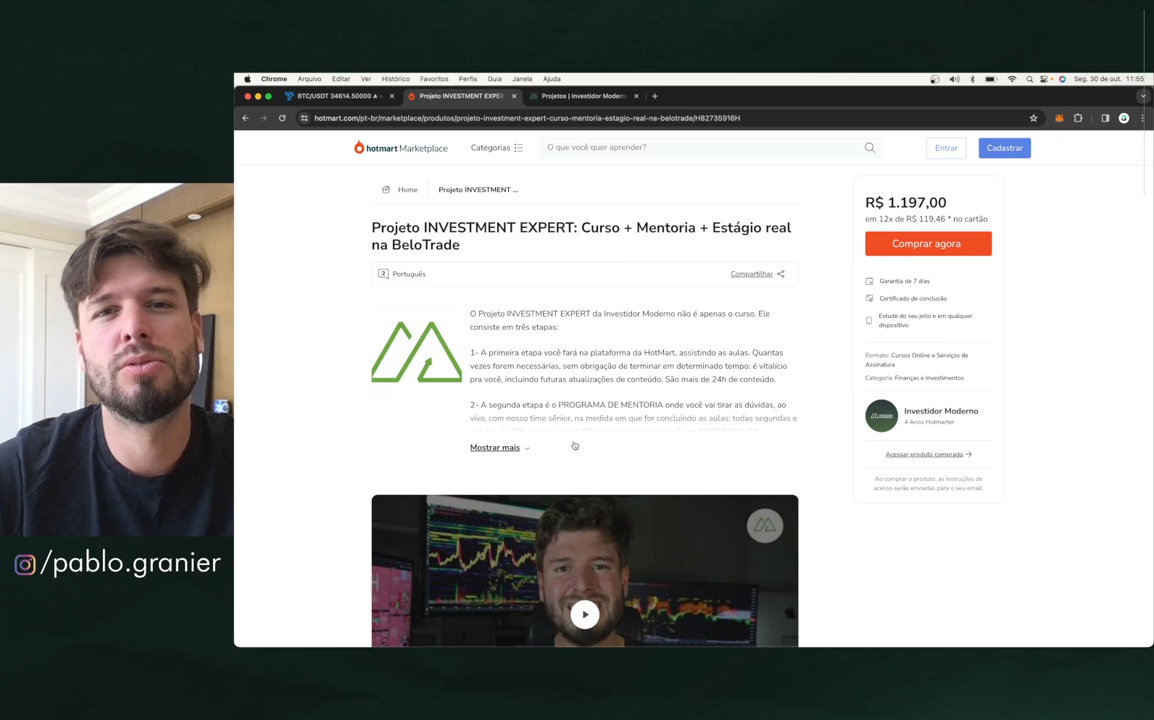 Chrome Arquivo Editar Ver Histórico Favoritos Perfis Guia Janela Ajuda
Seg. 30 de out. 11:55
BTC/USDT 34614.50000
Projeto INVESTMENT EXPER
Projetos | Investidor Modern
hotmart.com/pt-br/marketplace/produtos/projeto-investment-expert-curso-mentoria-estagio-real-na-belotrade/H82735916H
hotmart Marketplace
Categorias
O que você quer aprender?
Entrar
Cadastrar
Home
Projeto INVESTMENT ...
Projeto INVESTMENT EXPERT: Curso + Mentoria + Estágio real
na BeloTrade
Português
Compartilhar
O Projeto INVESTMENT EXPERT da Investidor Moderno não é apenas o curso. Ele
consiste em três etapas:
1- A primeira etapa você fará na plataforma da HotMart, assistindo as aulas. Quantas
vezes forem necessárias, sem obrigação de terminar em determinado tempo: é vitalício
pra você, incluindo futuras atualizações de conteúdo. São mais de 24h de conteúdo.
2- A segunda etapa é o PROGRAMA DE MENTORIA onde você vai tirar as dúvidas, ao
vivo, com nosso time sênior, na medida em que for concluindo as aulas: todas segundas e
Mostrar mais
R$ 1.197,00
em 12x de R$ 119,46 * no cartão
Comprar agora
Garantia de 7 dias
Certificado de conclusão
Estude do seu jeito e em qualquer
dispositivo
Formato: Cursos Online e Serviços de
Assinatura
Categoria: Finanças e Investimentos
Investidor Moderno
4 Anos Hotmarter
Acessar produto comprado
Ao comprar o produto, as instruções de
acesso serão enviadas para o seu email.
/pablo.granier